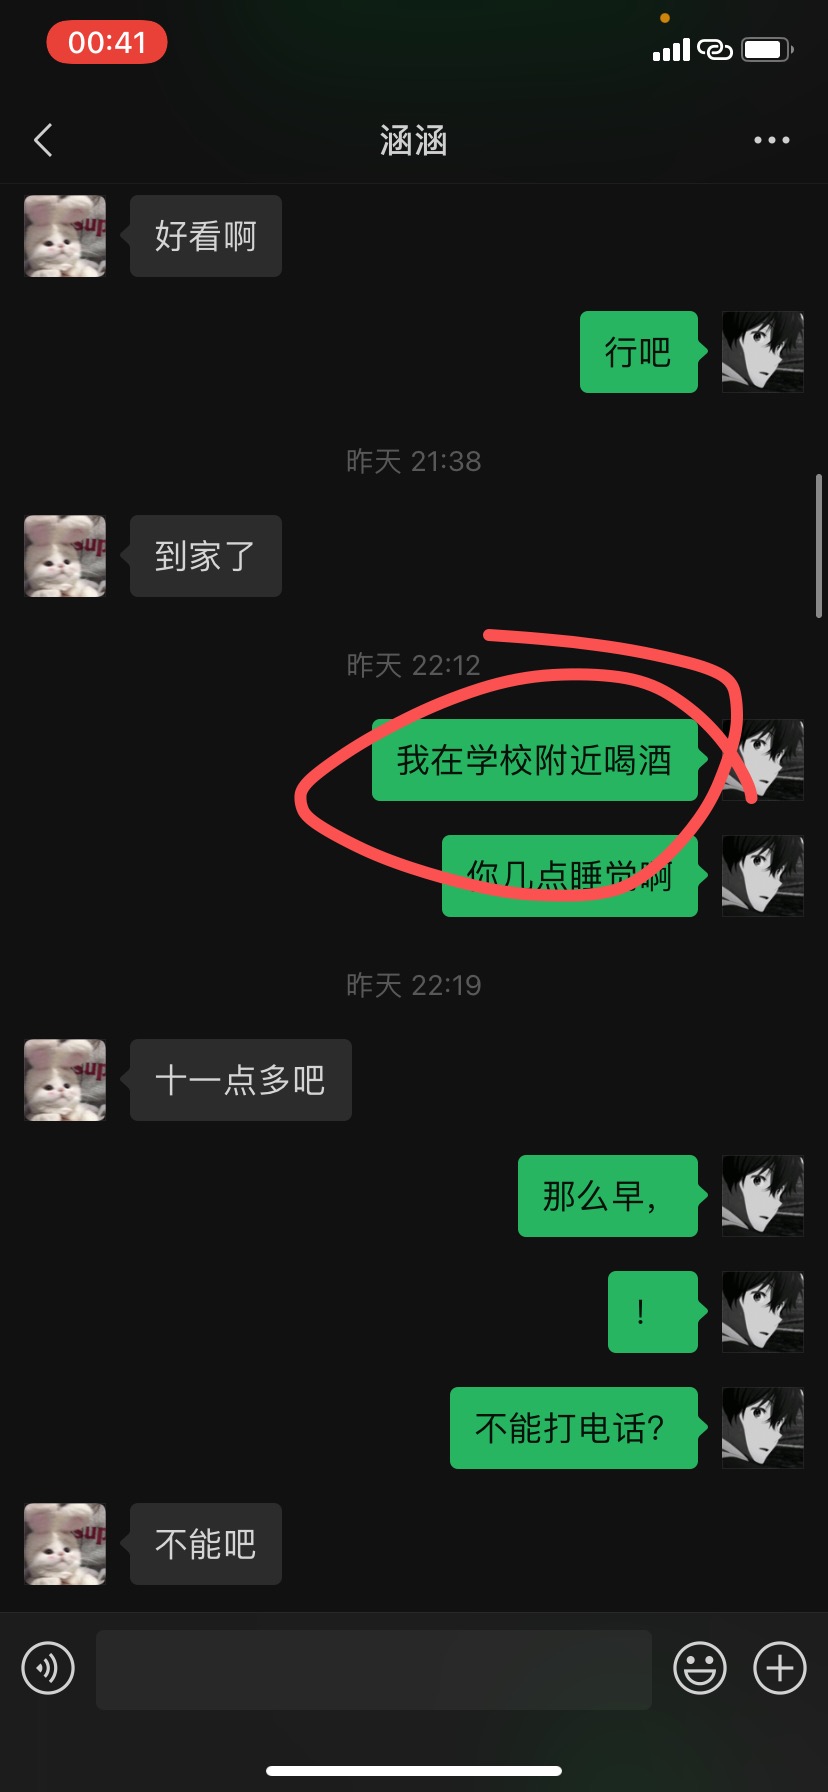 00:41
涵涵
好看啊
行吧
昨天 21:38
到家了
昨天 22:12
我在学校附近喝酒
你几点睡觉啊
昨天 22:19
十一点多吧
那么早，
！
不能打电话？
不能吧